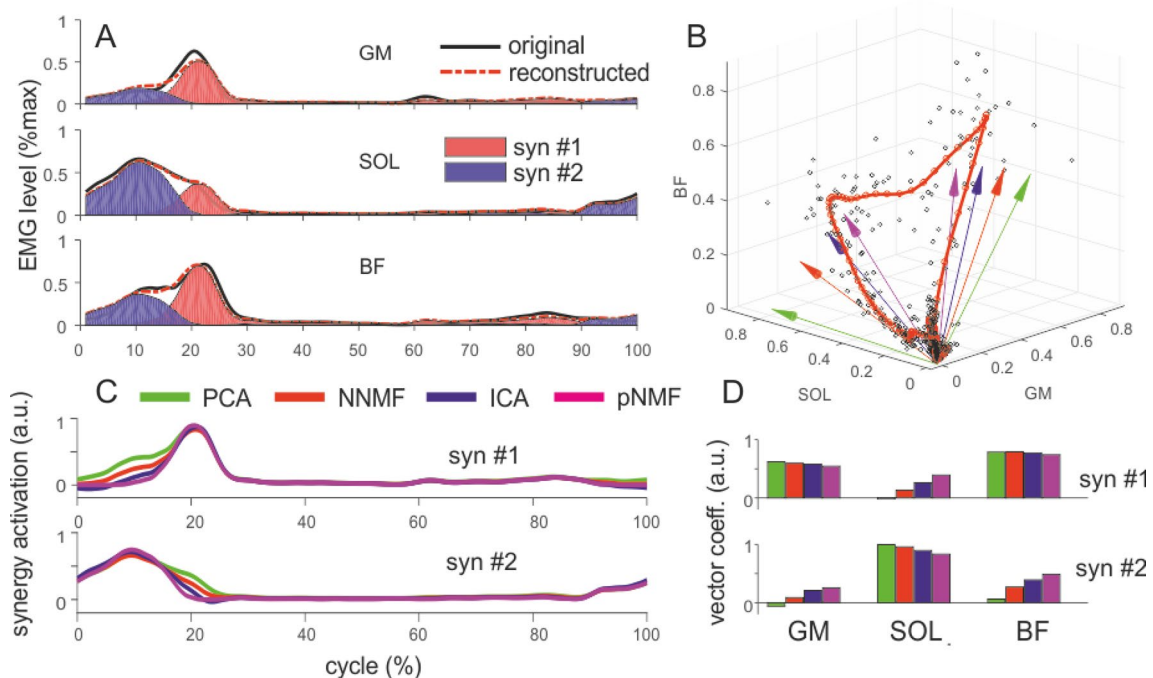 A
EMG level (%max)
1
0.5
0
GM
original
reconstructed
1
0.5
0
SOL
syn #1
syn #2
1
0.5
0
BF
0 10 20 30 40 50 60 70 80 90 100
B
BF
0.8
0.6
0.4
0.2
0
0.8 0.6 0.4 0.2 0
SOL
0 0.2 0.4 0.6 0.8
GM
C
PCA NNMF ICA pNMF
synergy activation (a.u.)
1
0
syn #1
0 20 40 60 80 100
1
0
syn #2
0 20 40 60 80 100
cycle (%)
D
vector coeff. (a.u.)
1
0
syn #1
1
0
syn #2
GM SOL BF